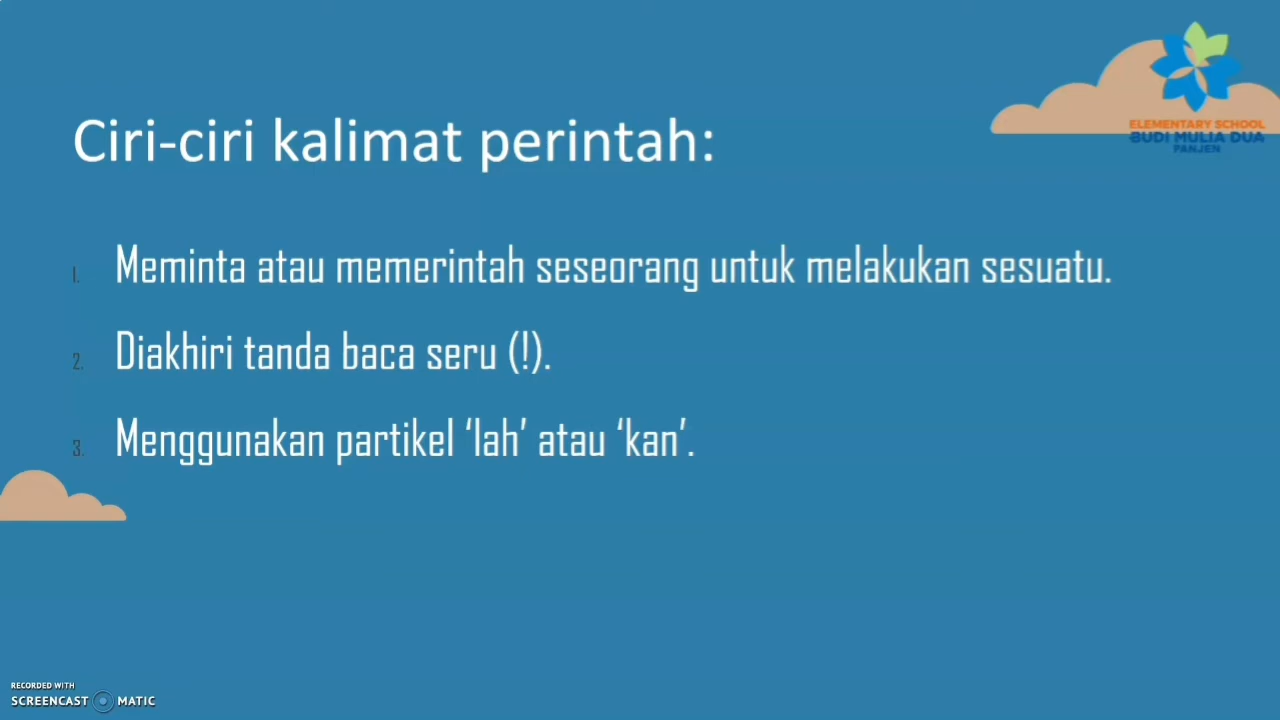 ELEMENTARY SCHOOL
BUDI MULIA DUA
PANJEN
Ciri-ciri kalimat perintah:
1. Meminta atau memerintah seseorang untuk melakukan sesuatu.
2. Diakhiri tanda baca seru (!).
3. Menggunakan partikel ‘lah’ atau ‘kan’.
RECORDED WITH
SCREENCAST MATIC